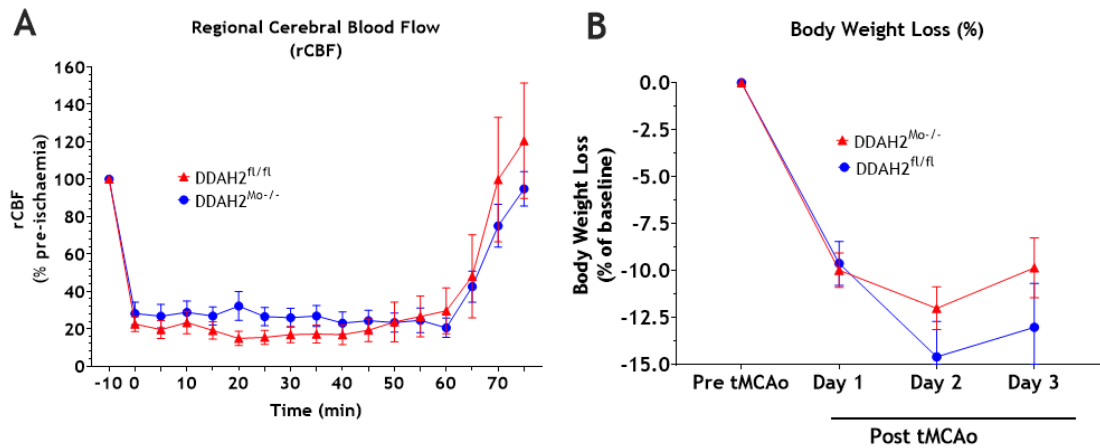 A
Regional Cerebral Blood Flow
(rCBF)
rCBF
(% pre-ischaemia)
160
140
120
100
80
60
40
20
0
DDAH2fl/fl
DDAH2Mo-/-
-10 0 20 40 60 70
Time (min)
B
Body Weight Loss (%)
Body Weight Loss
(% of baseline)
0.0
-2.5
-5.0
-7.5
-10.0
-12.5
-15.0
DDAH2Mo-/-
DDAH2fl/fl
Pre tMCAo Day 1 Day 2 Day 3
Post tMCAo